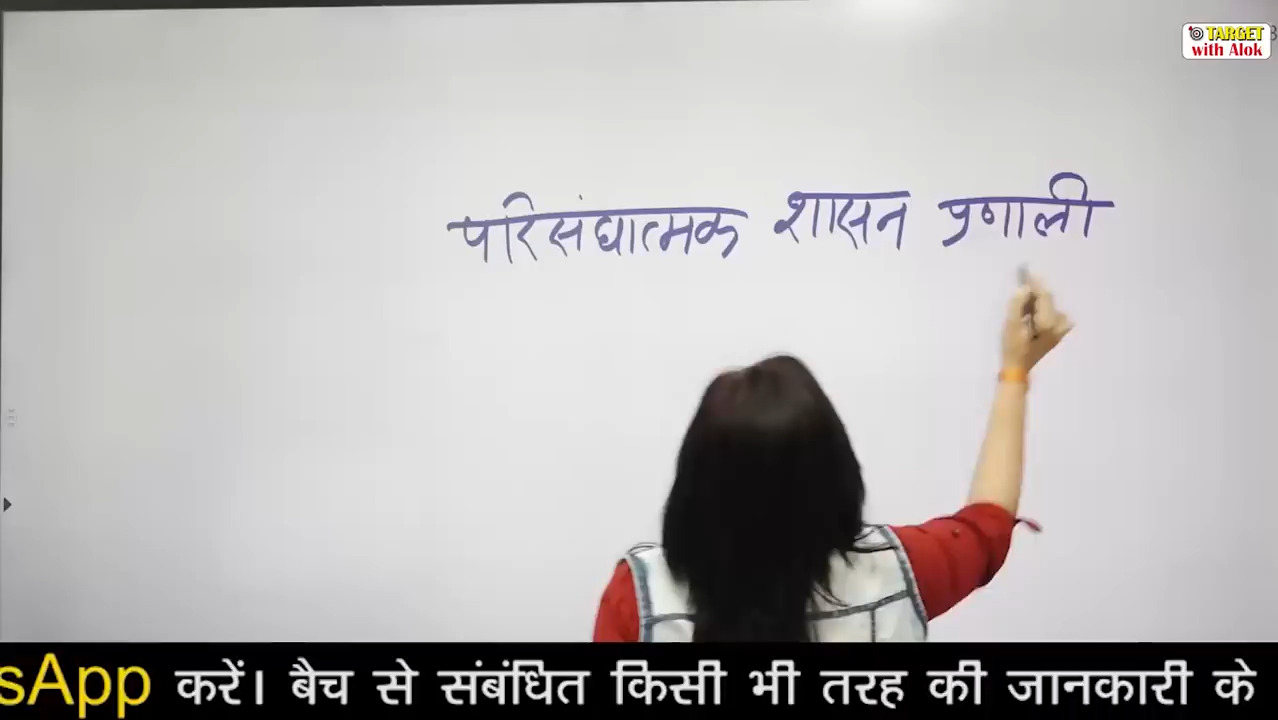 TARGET
with Alok
परिसंघात्मक शासन प्रणाली
sApp करें। बैच से संबंधित किसी भी तरह की जानकारी के